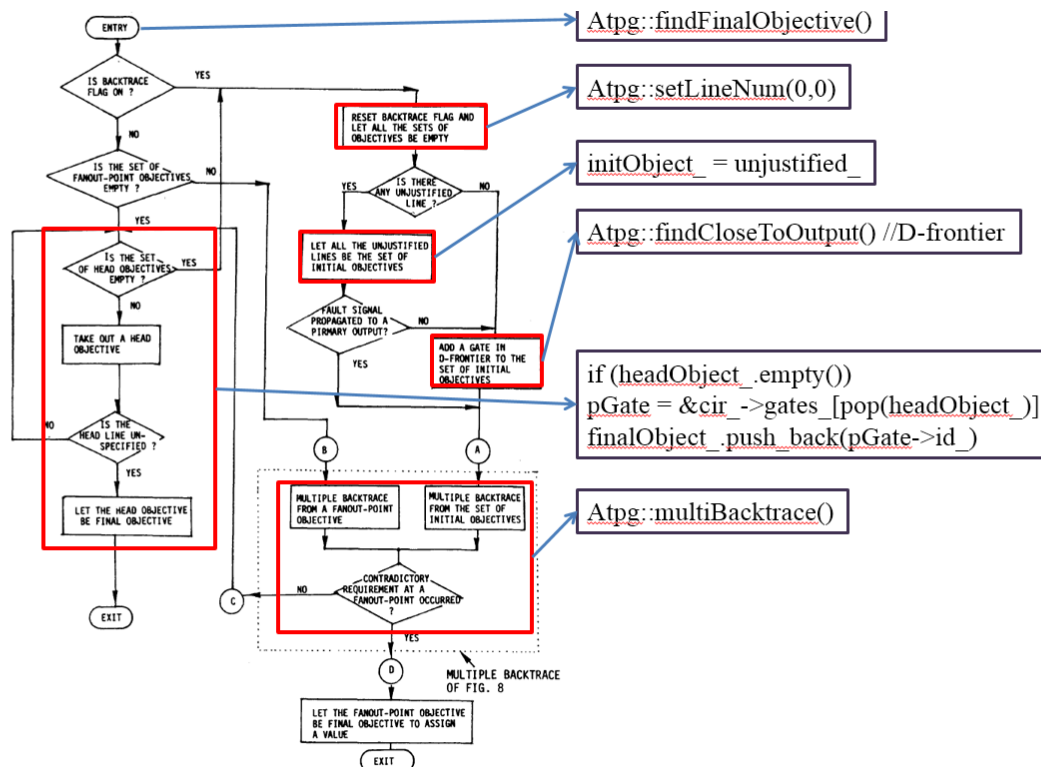 ENTRY
Atpg::findFinalObjective()
IS BACKTRACE
FLAG ON ?
YES
NO
Atpg::setLineNum(0,0)
RESET BACKTRACE FLAG AND
LET ALL THE SETS OF
OBJECTIVES BE EMPTY
IS THE SET OF
FANOUT-POINT OBJECTIVES
EMPTY ?
NO
YES
IS THERE
ANY UNJUSTIFIED
LINE ?
YES
NO
initObject_ = unjustified_
LET ALL THE UNJUSTIFIED
LINES BE THE SET OF
INITIAL OBJECTIVES
Atpg::findCloseToOutput() //D-frontier
IS THE SET
OF HEAD OBJECTIVES
EMPTY ?
YES
NO
FAULT SIGNAL
PROPAGATED TO A
PIRMARY OUTPUT?
NO
YES
ADD A GATE IN
D-FRONTIER TO THE
SET OF INITIAL
OBJECTIVES
TAKE OUT A HEAD
OBJECTIVE
if (headObject_.empty())
pGate = &cir_->gates_[pop(headObject_)]
finalObject_.push_back(pGate->id_)
IS THE
HEAD LINE UN-
SPECIFIED ?
NO
YES
LET THE HEAD OBJECTIVE
BE FINAL OBJECTIVE
EXIT
B
A
MULTIPLE BACKTRACE
FROM A FANOUT-POINT
OBJECTIVE
MULTIPLE BACKTRACE
FROM THE SET OF
INITIAL OBJECTIVES
Atpg::multiBacktrace()
CONTRADICTORY
REQUIREMENT AT A
FANOUT-POINT OCCURRED
?
NO
YES
C
D
MULTIPLE BACKTRACE
OF FIG. 8
LET THE FANOUT-POINT OBJECTIVE
BE FINAL OBJECTIVE TO ASSIGN
A VALUE
EXIT